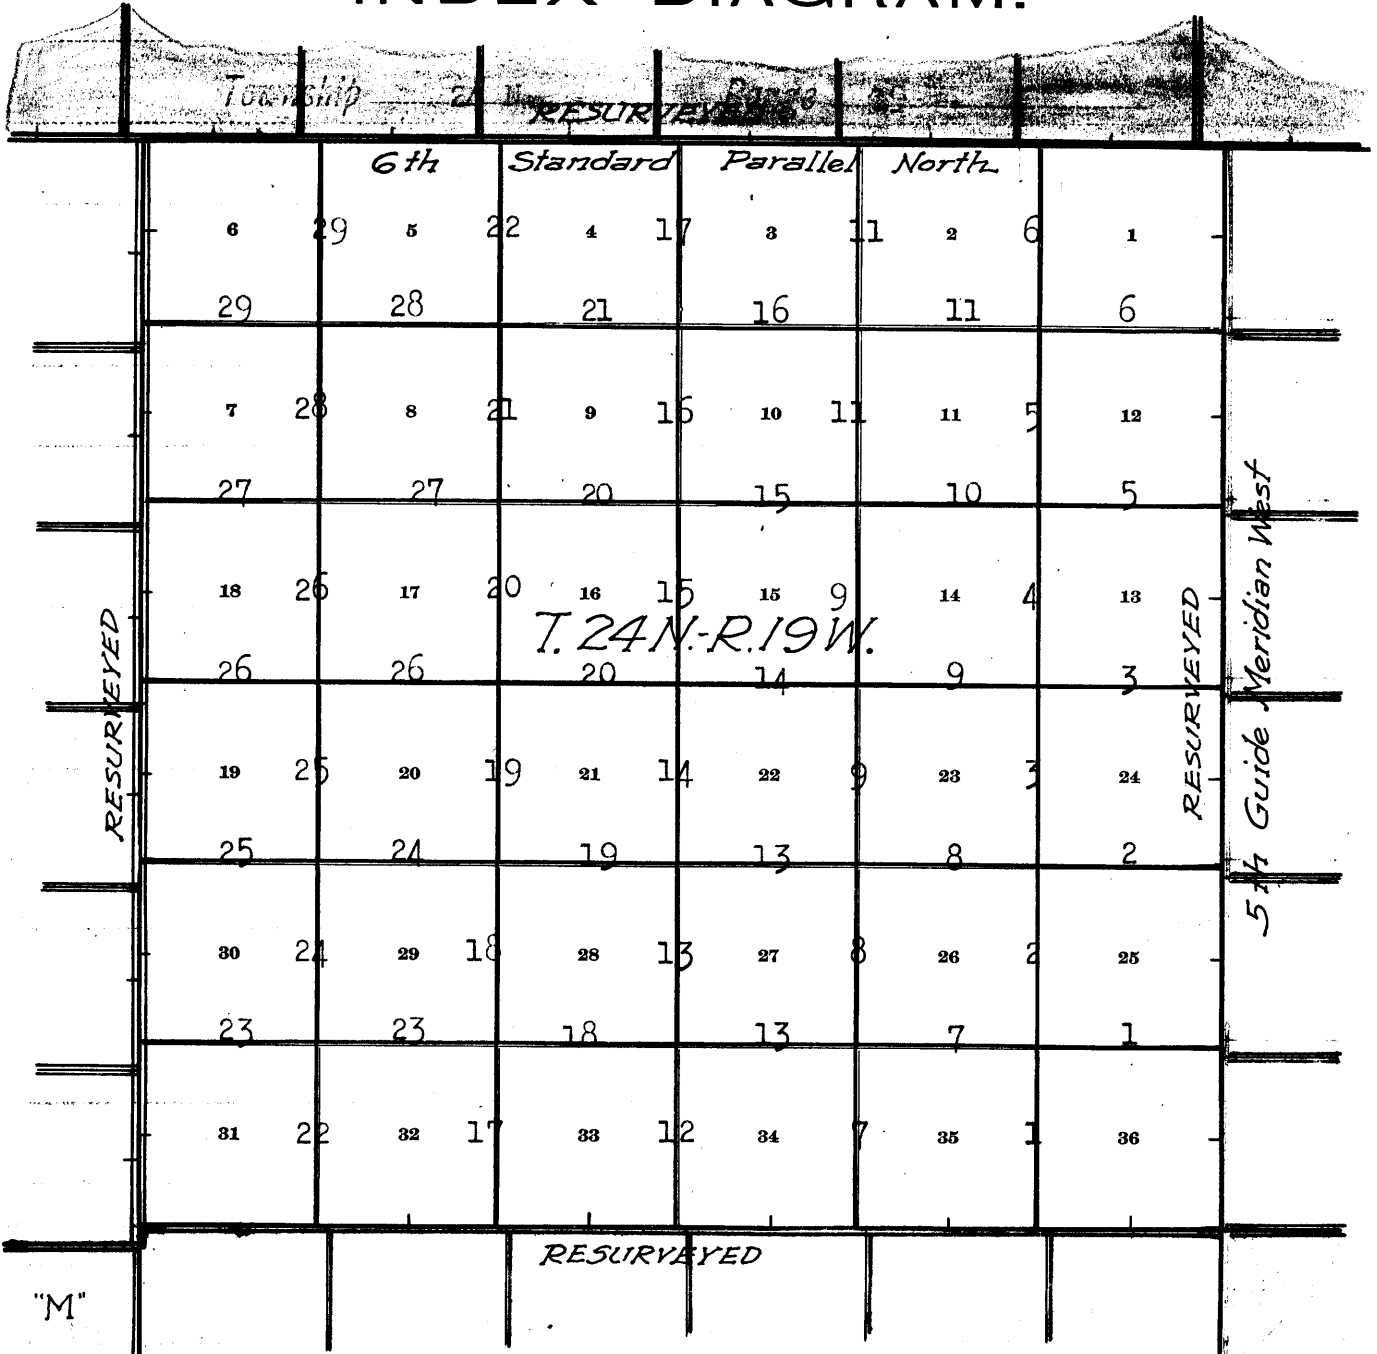 INDEX DIAGRAM.
Township 24 N. Range
RESURVEYED
6th Standard Parallel North
6 29 5 22 4 17 3 11 2 6 1
29 28 21 16 11 6
7 28 8 21 9 16 10 11 11 5 12
27 27 20 15 10 5
18 26 17 20 16 15 15 9 14 4 13
T. 24 N.-R. 19 W.
26 26 20 14 9 3
19 25 20 19 21 14 22 9 23 3 24
25 24 19 13 8 2
30 24 29 18 28 13 27 8 26 2 25
23 23 18 13 7 1
31 22 32 17 33 12 34 7 35 1 36
RESURVEYED
RESURVEYED
5th Guide Meridian West
RESURVEYED
"M"